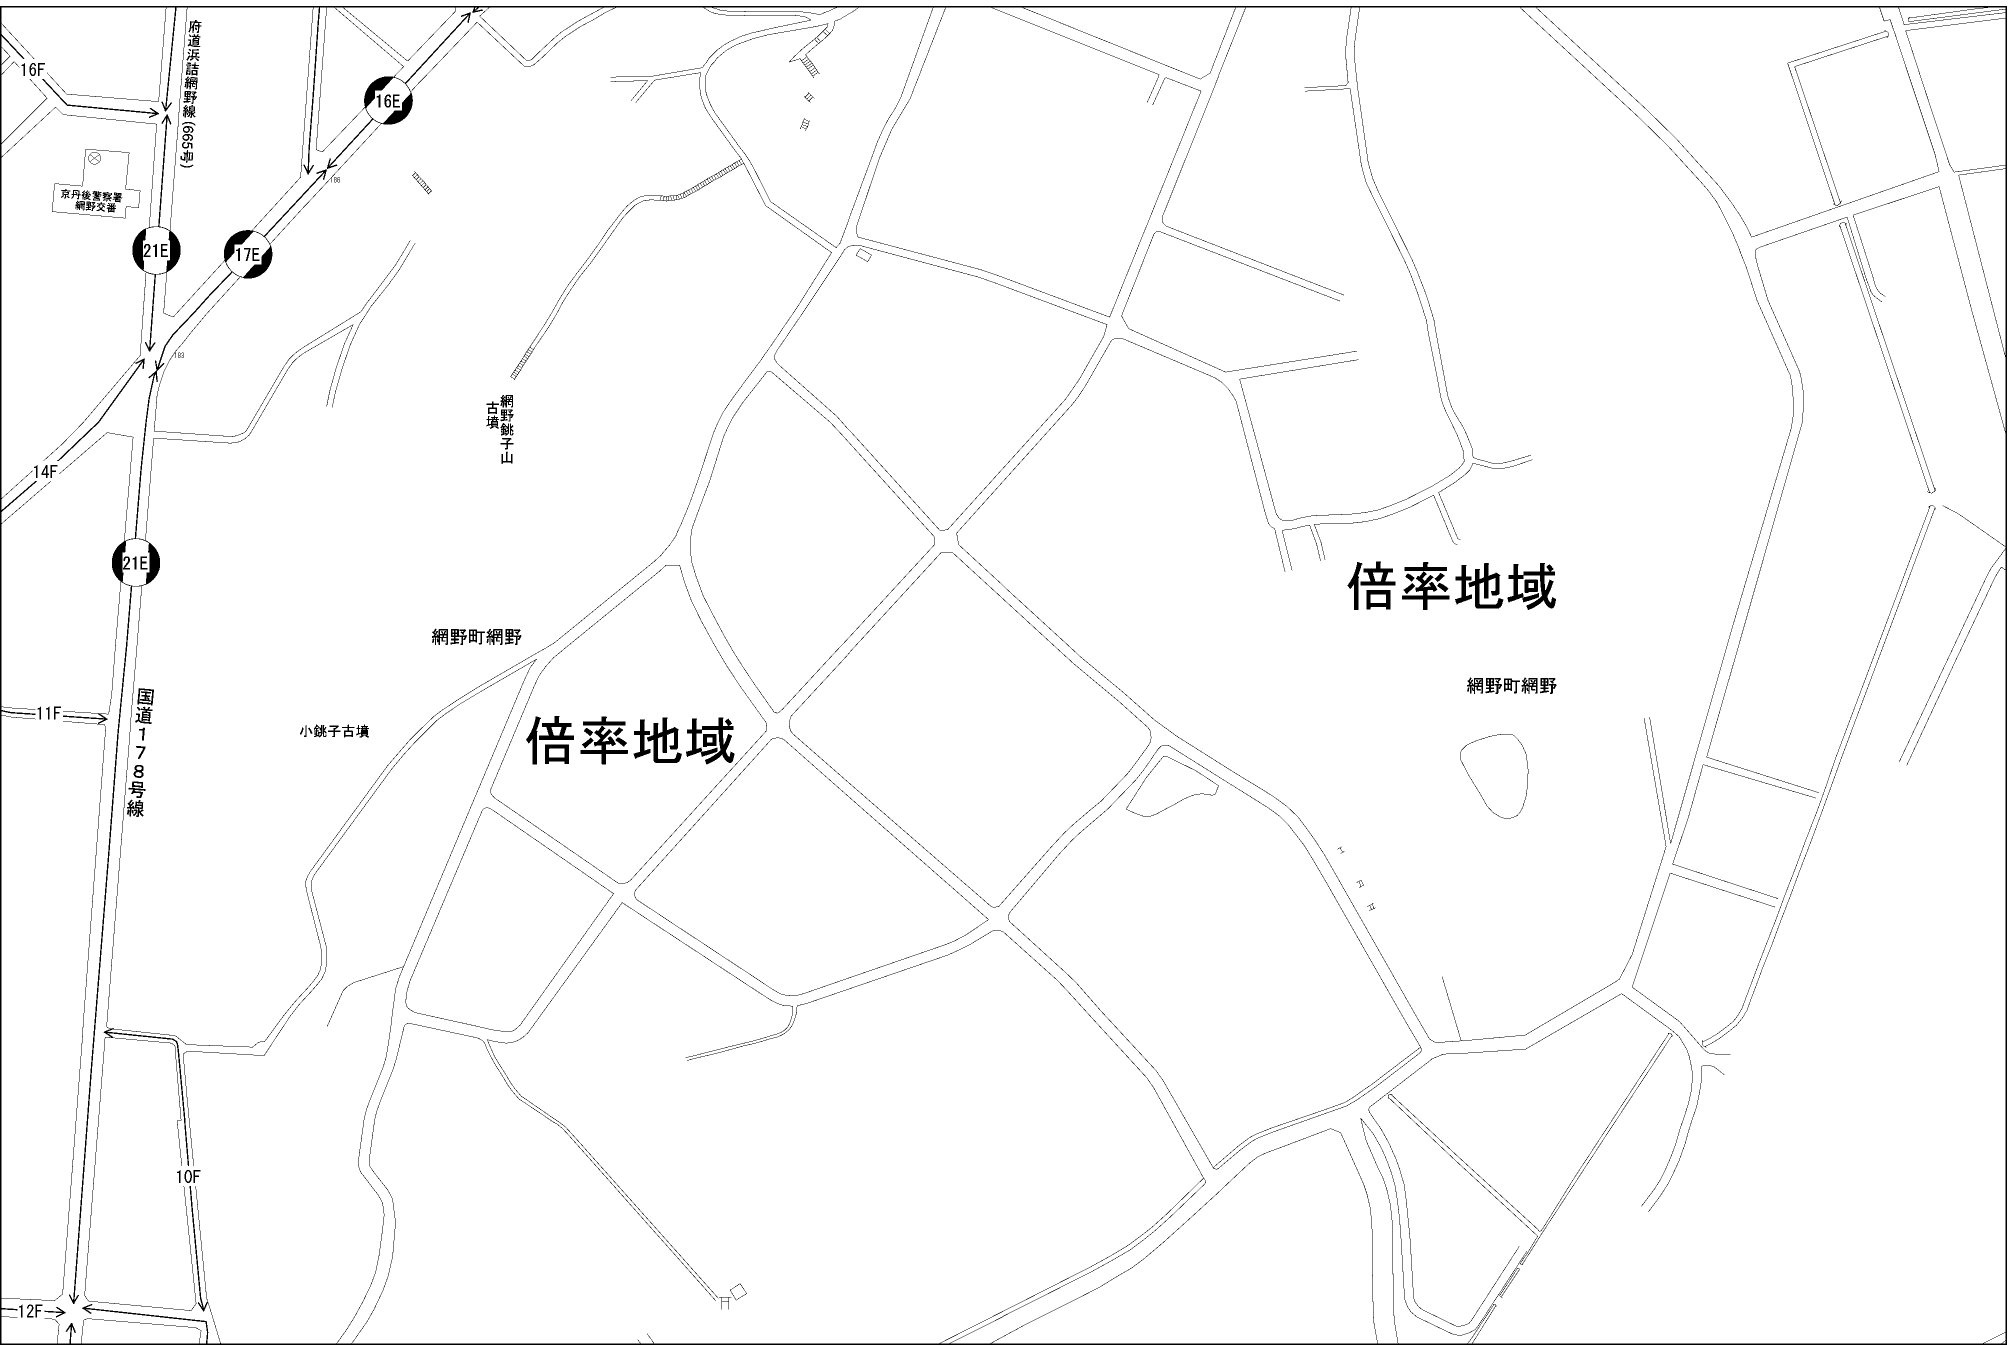 府道浜詰網野線(665号)
16F
16E
京丹後警察署
網野交番
186
21E
17E
183
網野銚子山
古墳
14F
21E
倍率地域
網野町網野
網野町網野
国道178号線
11F
小銚子古墳
倍率地域
10F
12F